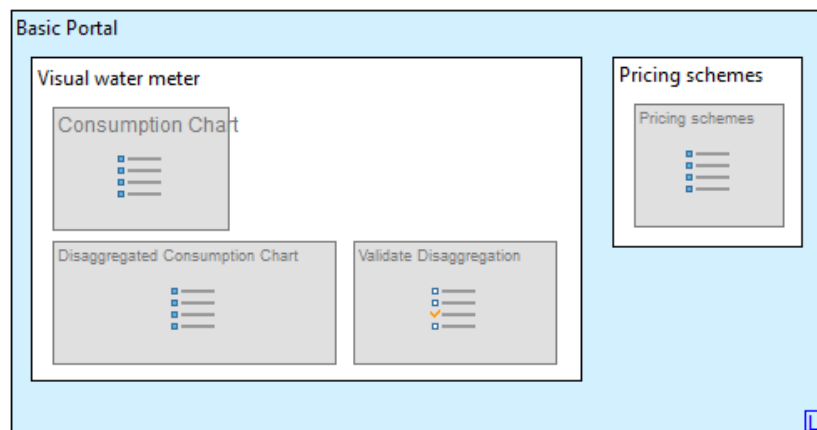 Basic Portal
Visual water meter
Pricing schemes
Consumption Chart
Pricing schemes
Disaggregated Consumption Chart
Validate Disaggregation
L